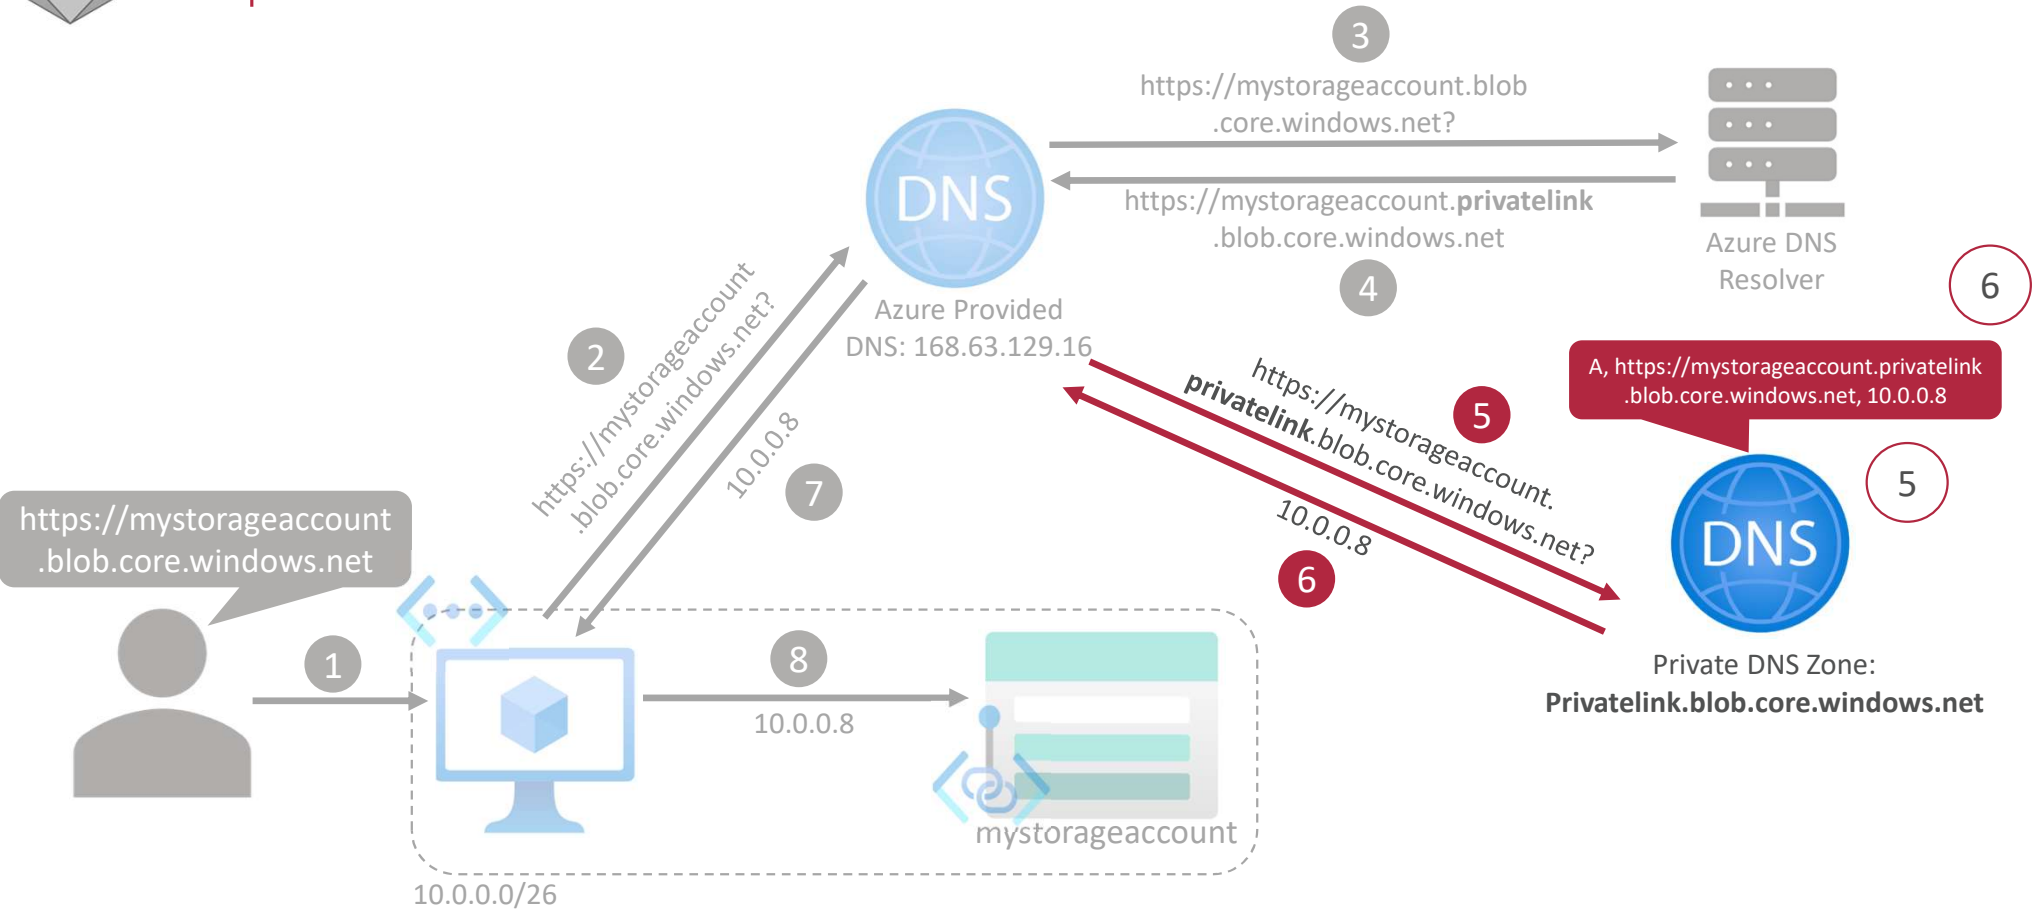 3
https://mystorageaccount.blob
.core.windows.net?
DNS
https://mystorageaccount.privatelink
.blob.core.windows.net
4
Azure DNS
Resolver
6
Azure Provided
DNS: 168.63.129.16
2
https://mystorageaccount
.blob.core.windows.net?
10.0.0.8
7
https://mystorageaccount.
privatelink.blob.core.windows.net?
5
10.0.0.8
6
A, https://mystorageaccount.privatelink
.blob.core.windows.net, 10.0.0.8
5
DNS
Private DNS Zone:
Privatelink.blob.core.windows.net
https://mystorageaccount
.blob.core.windows.net
1
8
10.0.0.8
mystorageaccount
10.0.0.0/26